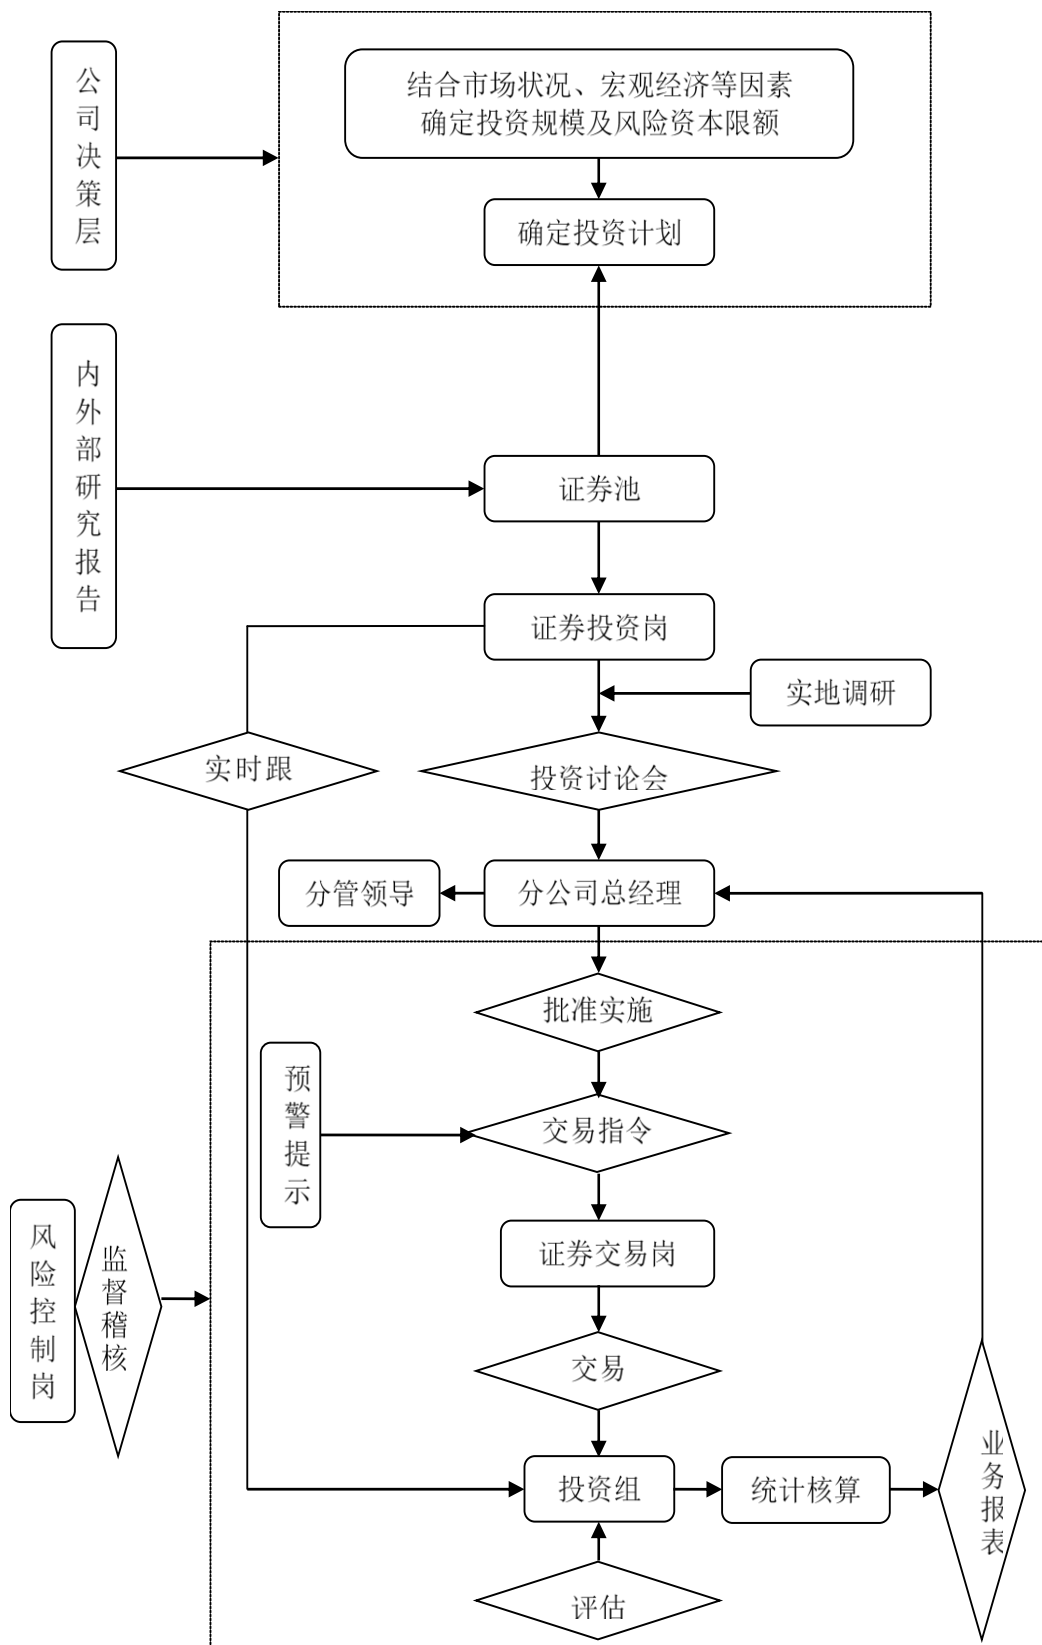 公司决策层
结合市场状况、宏观经济等因素
确定投资规模及风险资本限额
确定投资计划
内外部研究报告
证券池
证券投资岗
实地调研
实时跟
投资讨论会
分管领导
分公司总经理
批准实施
预警提示
交易指令
风险控制岗
监督稽核
证券交易岗
交易
投资组
统计核算
业务报表
评估